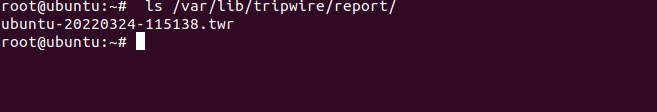 root@ubuntu:~#  ls /var/lib/tripwire/report/
ubuntu-20220324-115138.twr
root@ubuntu:~#